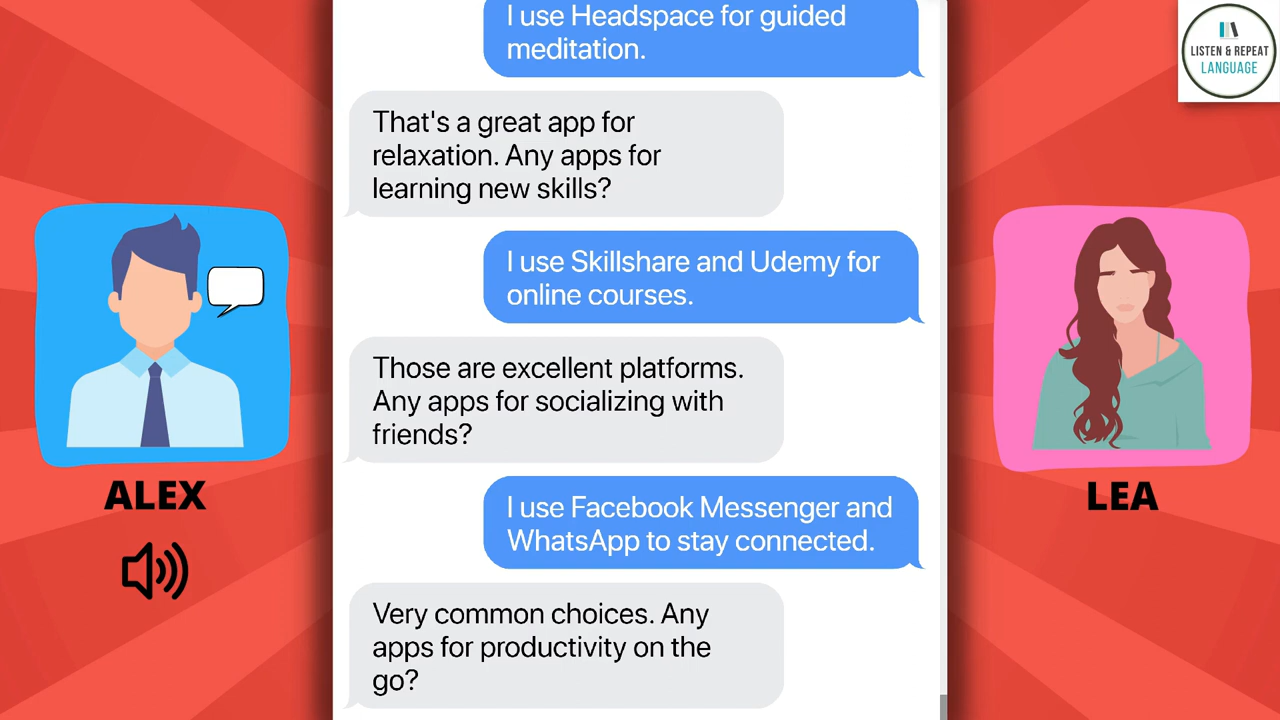 I use Headspace for guided
meditation.
That's a great app for
relaxation. Any apps for
learning new skills?
I use Skillshare and Udemy for
online courses.
Those are excellent platforms.
Any apps for socializing with
friends?
I use Facebook Messenger and
WhatsApp to stay connected.
Very common choices. Any
apps for productivity on the
go?
ALEX
LEA
LISTEN & REPEAT
LANGUAGE